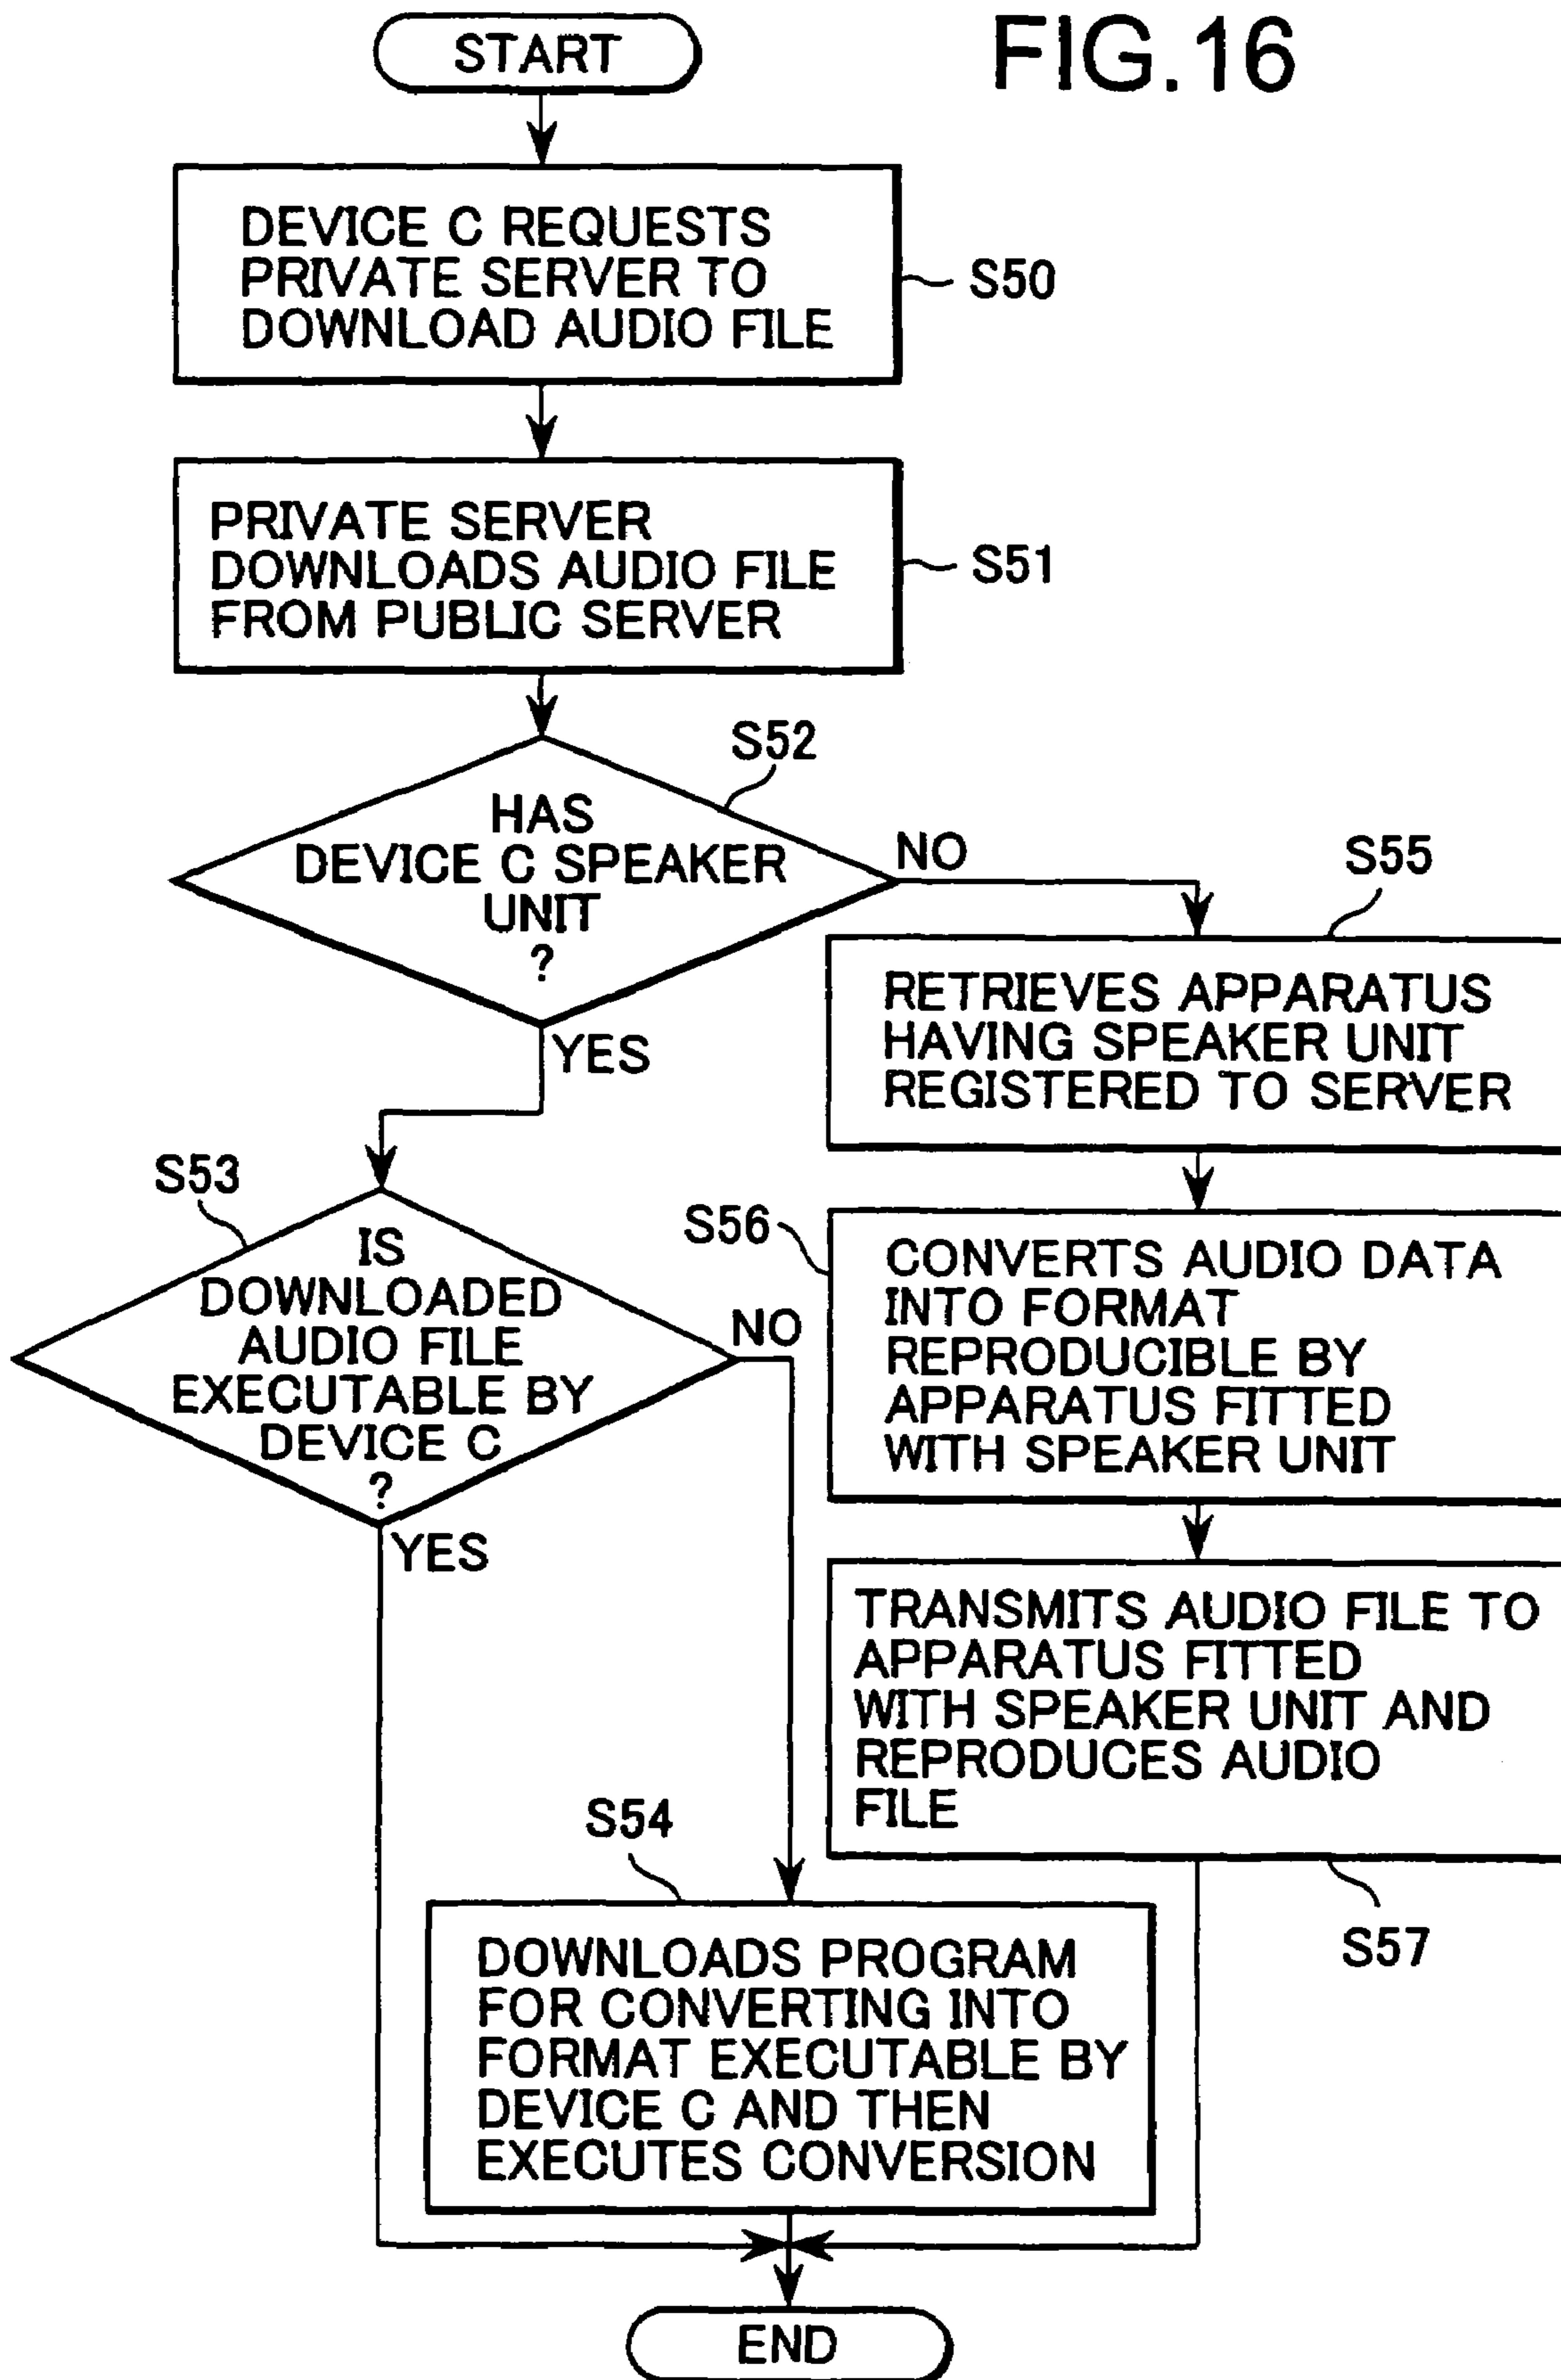 FIG.16
START
DEVICE C REQUESTS
PRIVATE SERVER TO
DOWNLOAD AUDIO FILE
S50
PRIVATE SERVER
DOWNLOADS AUDIO FILE
FROM PUBLIC SERVER
S51
S52
HAS
DEVICE C SPEAKER
UNIT
?
NO
YES
S55
RETRIEVES APPARATUS
HAVING SPEAKER UNIT
REGISTERED TO SERVER
S53
IS
DOWNLOADED
AUDIO FILE
EXECUTABLE BY
DEVICE C
?
NO
YES
S56
CONVERTS AUDIO DATA
INTO FORMAT
REPRODUCIBLE BY
APPARATUS FITTED
WITH SPEAKER UNIT
TRANSMITS AUDIO FILE TO
APPARATUS FITTED
WITH SPEAKER UNIT AND
REPRODUCES AUDIO
FILE
S57
S54
DOWNLOADS PROGRAM
FOR CONVERTING INTO
FORMAT EXECUTABLE BY
DEVICE C AND THEN
EXECUTES CONVERSION
END